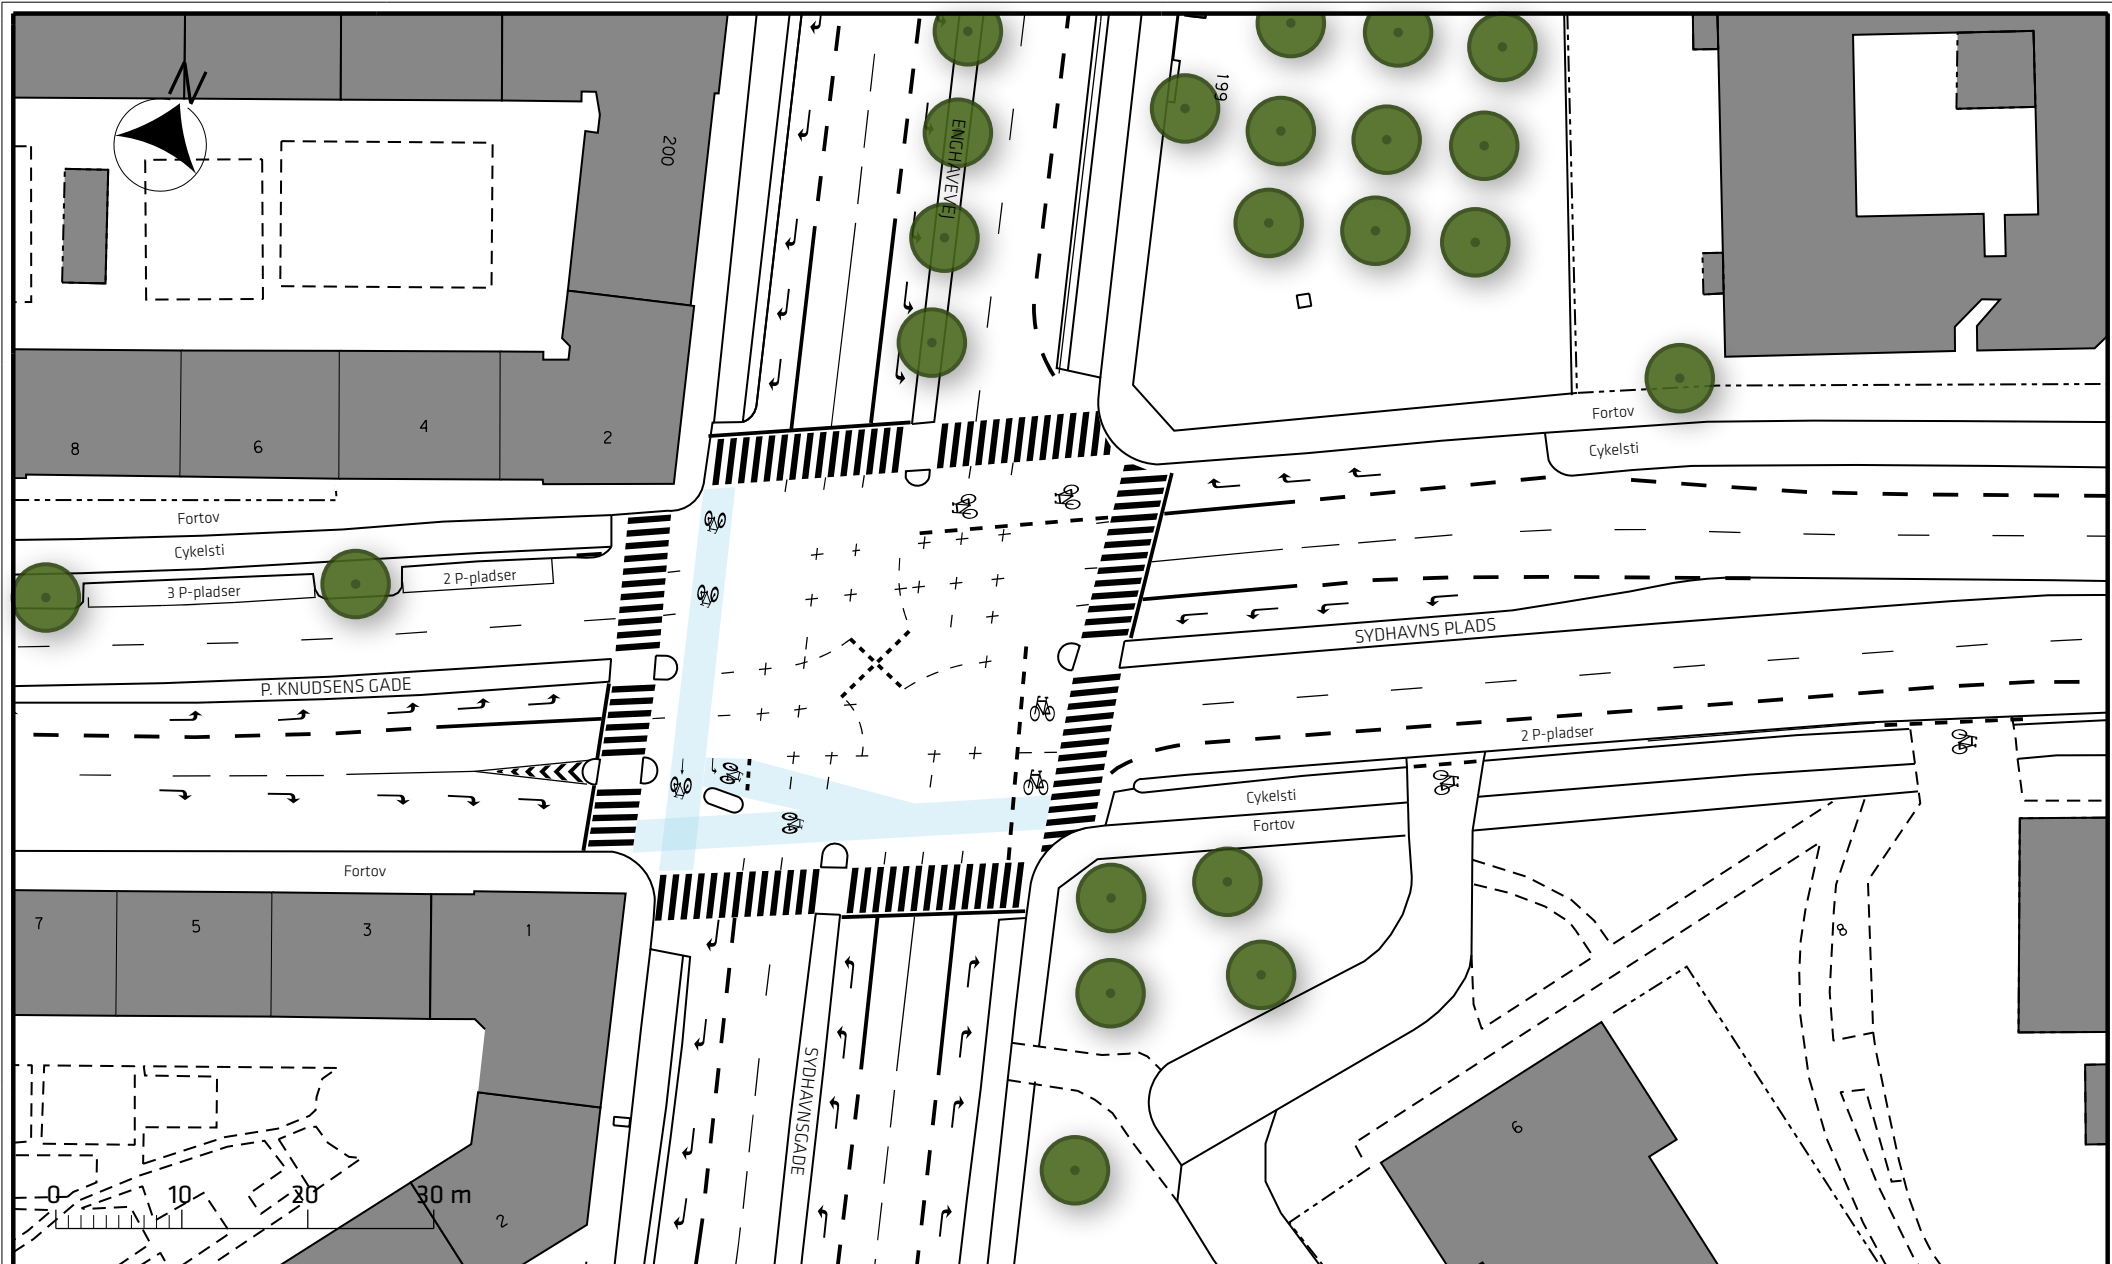 N
200
199
ENGHAVEVEJ
8
6
4
2
Fortov
Cykelsti
Fortov
Cykelsti
3 P-pladser
2 P-pladser
SYDHAVNS PLADS
P. KNUDSENS GADE
2 P-pladser
Cykelsti
Fortov
Fortov
7
5
3
1
8
SYDHAVNSGADE
6
0 10 20 30 m
2